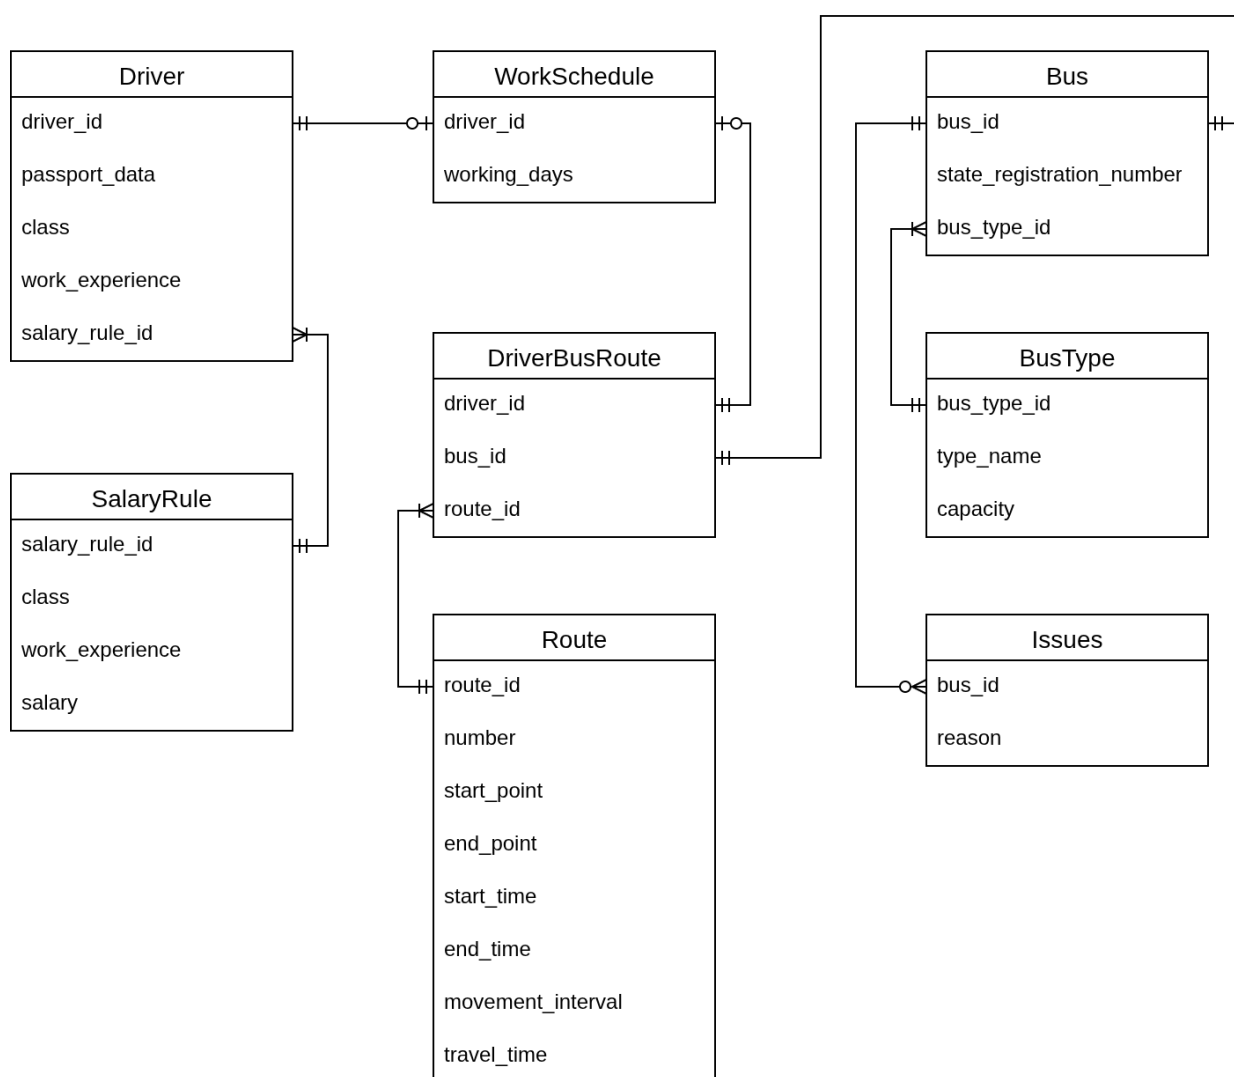 Driver
driver_id
passport_data
class
work_experience
salary_rule_id
SalaryRule
salary_rule_id
class
work_experience
salary
WorkSchedule
driver_id
working_days
DriverBusRoute
driver_id
bus_id
route_id
Route
route_id
number
start_point
end_point
start_time
end_time
movement_interval
travel_time
Bus
bus_id
state_registration_number
bus_type_id
BusType
bus_type_id
type_name
capacity
Issues
bus_id
reason